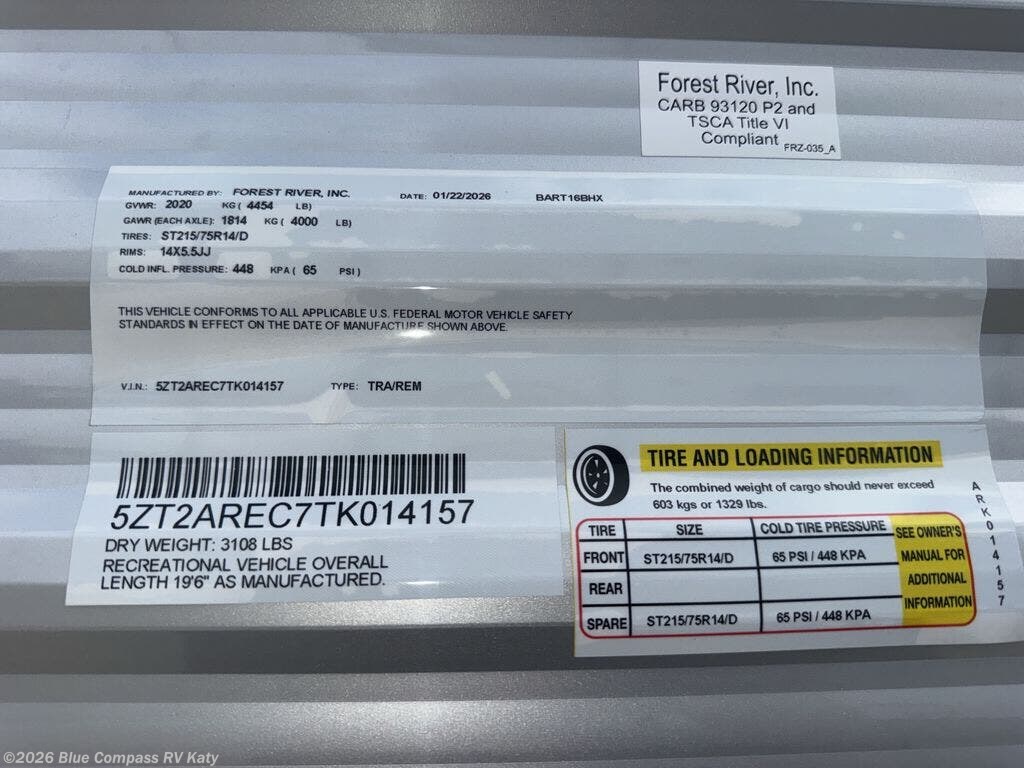 Forest River, Inc.
CARB 93120 P2 and
TSCA Title VI
Compliant FRZ-035_A
MANUFACTURED BY: FOREST RIVER, INC. DATE: 01/22/2026 BART16BHX
GVWR: 2020 KG ( 4454 LB)
GAWR (EACH AXLE): 1814 KG ( 4000 LB)
TIRES: ST215/75R14/D
RIMS: 14X5.5JJ
COLD INFL. PRESSURE: 448 KPA ( 65 PSI )
THIS VEHICLE CONFORMS TO ALL APPLICABLE U.S. FEDERAL MOTOR VEHICLE SAFETY
STANDARDS IN EFFECT ON THE DATE OF MANUFACTURE SHOWN ABOVE.
V.I.N.: 5ZT2AREC7TK014157 TYPE: TRA/REM
5ZT2AREC7TK014157
DRY WEIGHT: 3108 LBS
RECREATIONAL VEHICLE OVERALL
LENGTH 19'6" AS MANUFACTURED.
TIRE AND LOADING INFORMATION
The combined weight of cargo should never exceed
603 kgs or 1329 lbs.
TIRE SIZE COLD TIRE PRESSURE SEE OWNER'S
FRONT ST215/75R14/D 65 PSI / 448 KPA MANUAL FOR
REAR ADDITIONAL
SPARE ST215/75R14/D 65 PSI / 448 KPA INFORMATION
ARK014157
©2026 Blue Compass RV Katy